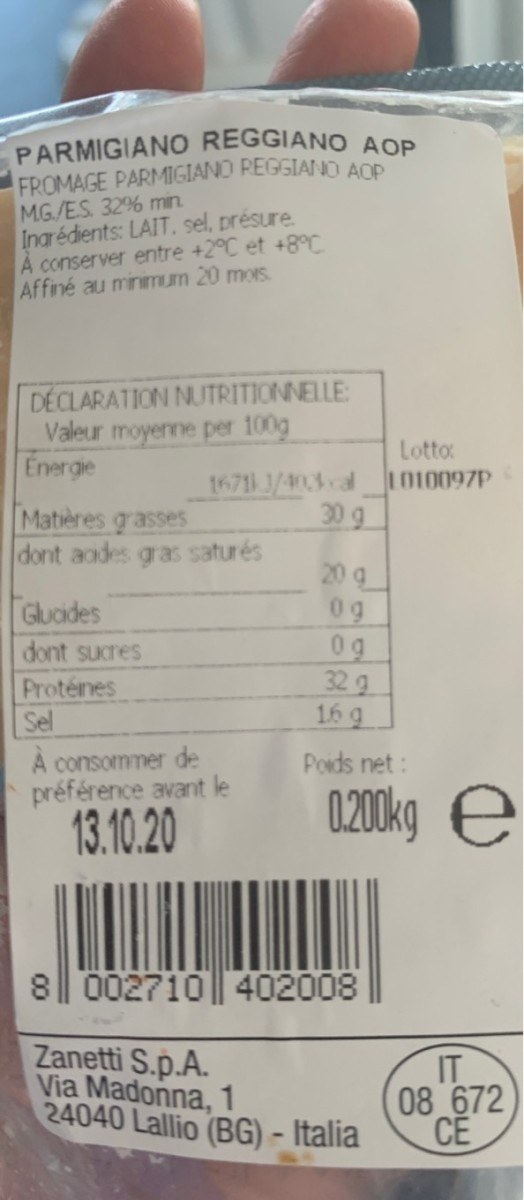 PARMIGIANO REGGIANO AOP
FROMAGE PARMIGIANO REGGIANO AOP
M.G./E.S. 32% min.
Ingrédients: LAIT, sel, présure.
À conserver entre +2°C et +8°C
Affiné au minimum 20 mois.
DÉCLARATION NUTRITIONNELLE:
Valeur moyenne per 100g
Énergie
1671kJ/403kcal
Matières grasses 30 g
dont acides gras saturés
20 g
Glucides 0 g
dont sucres 0 g
Protéines 32 g
Sel 1.6 g
Lotto:
L010097P
À consommer de
préférence avant le
13.10.20
Poids net :
0.200kg e
8 002710 402008
Zanetti S.p.A.
Via Madonna, 1
24040 Lallio (BG) - Italia
IT
08 672
CE